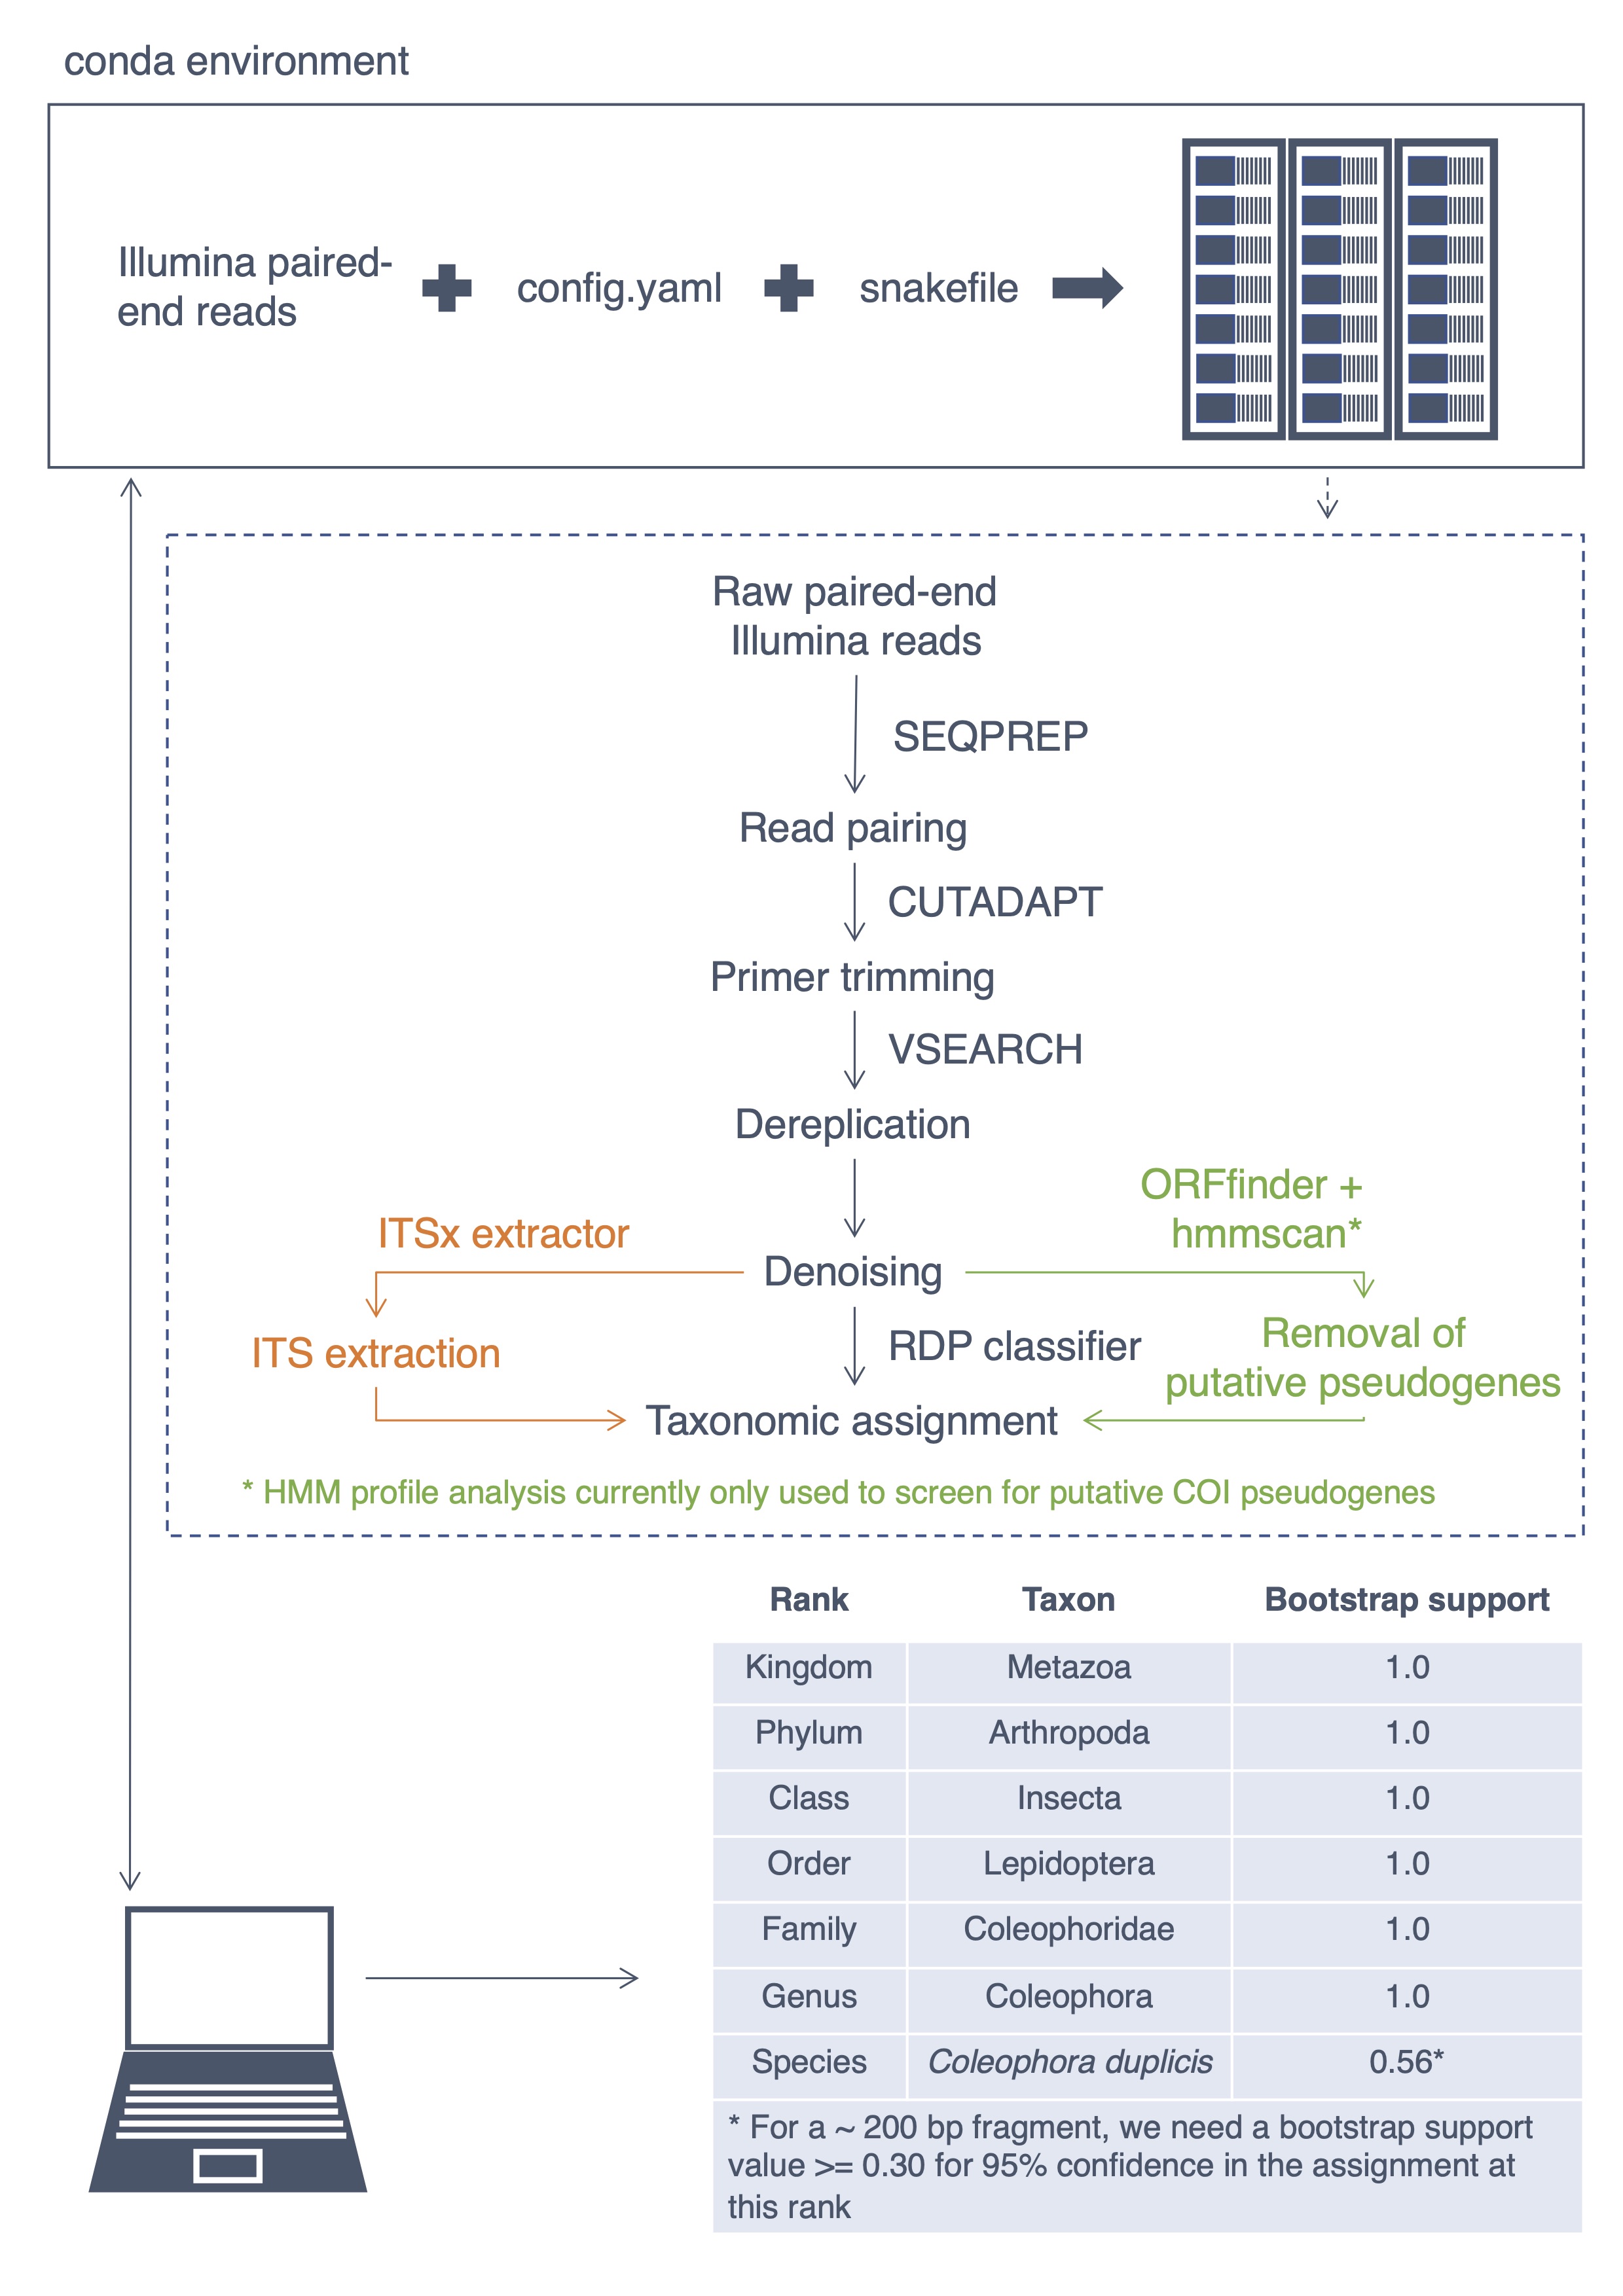 conda environment
Illumina paired-
end reads
config.yaml
snakefile
Raw paired-end
Illumina reads
SEQPREP
Read pairing
CUTADAPT
Primer trimming
VSEARCH
Dereplication
ORFfinder +
hmmscan*
ITSx extractor
Denoising
ITS extraction
RDP classifier
Removal of
putative pseudogenes
Taxonomic assignment
* HMM profile analysis currently only used to screen for putative COI pseudogenes
Rank Taxon Bootstrap support
Kingdom Metazoa 1.0
Phylum Arthropoda 1.0
Class Insecta 1.0
Order Lepidoptera 1.0
Family Coleophoridae 1.0
Genus Coleophora 1.0
Species Coleophora duplicis 0.56*
* For a ~ 200 bp fragment, we need a bootstrap support
value >= 0.30 for 95% confidence in the assignment at
this rank